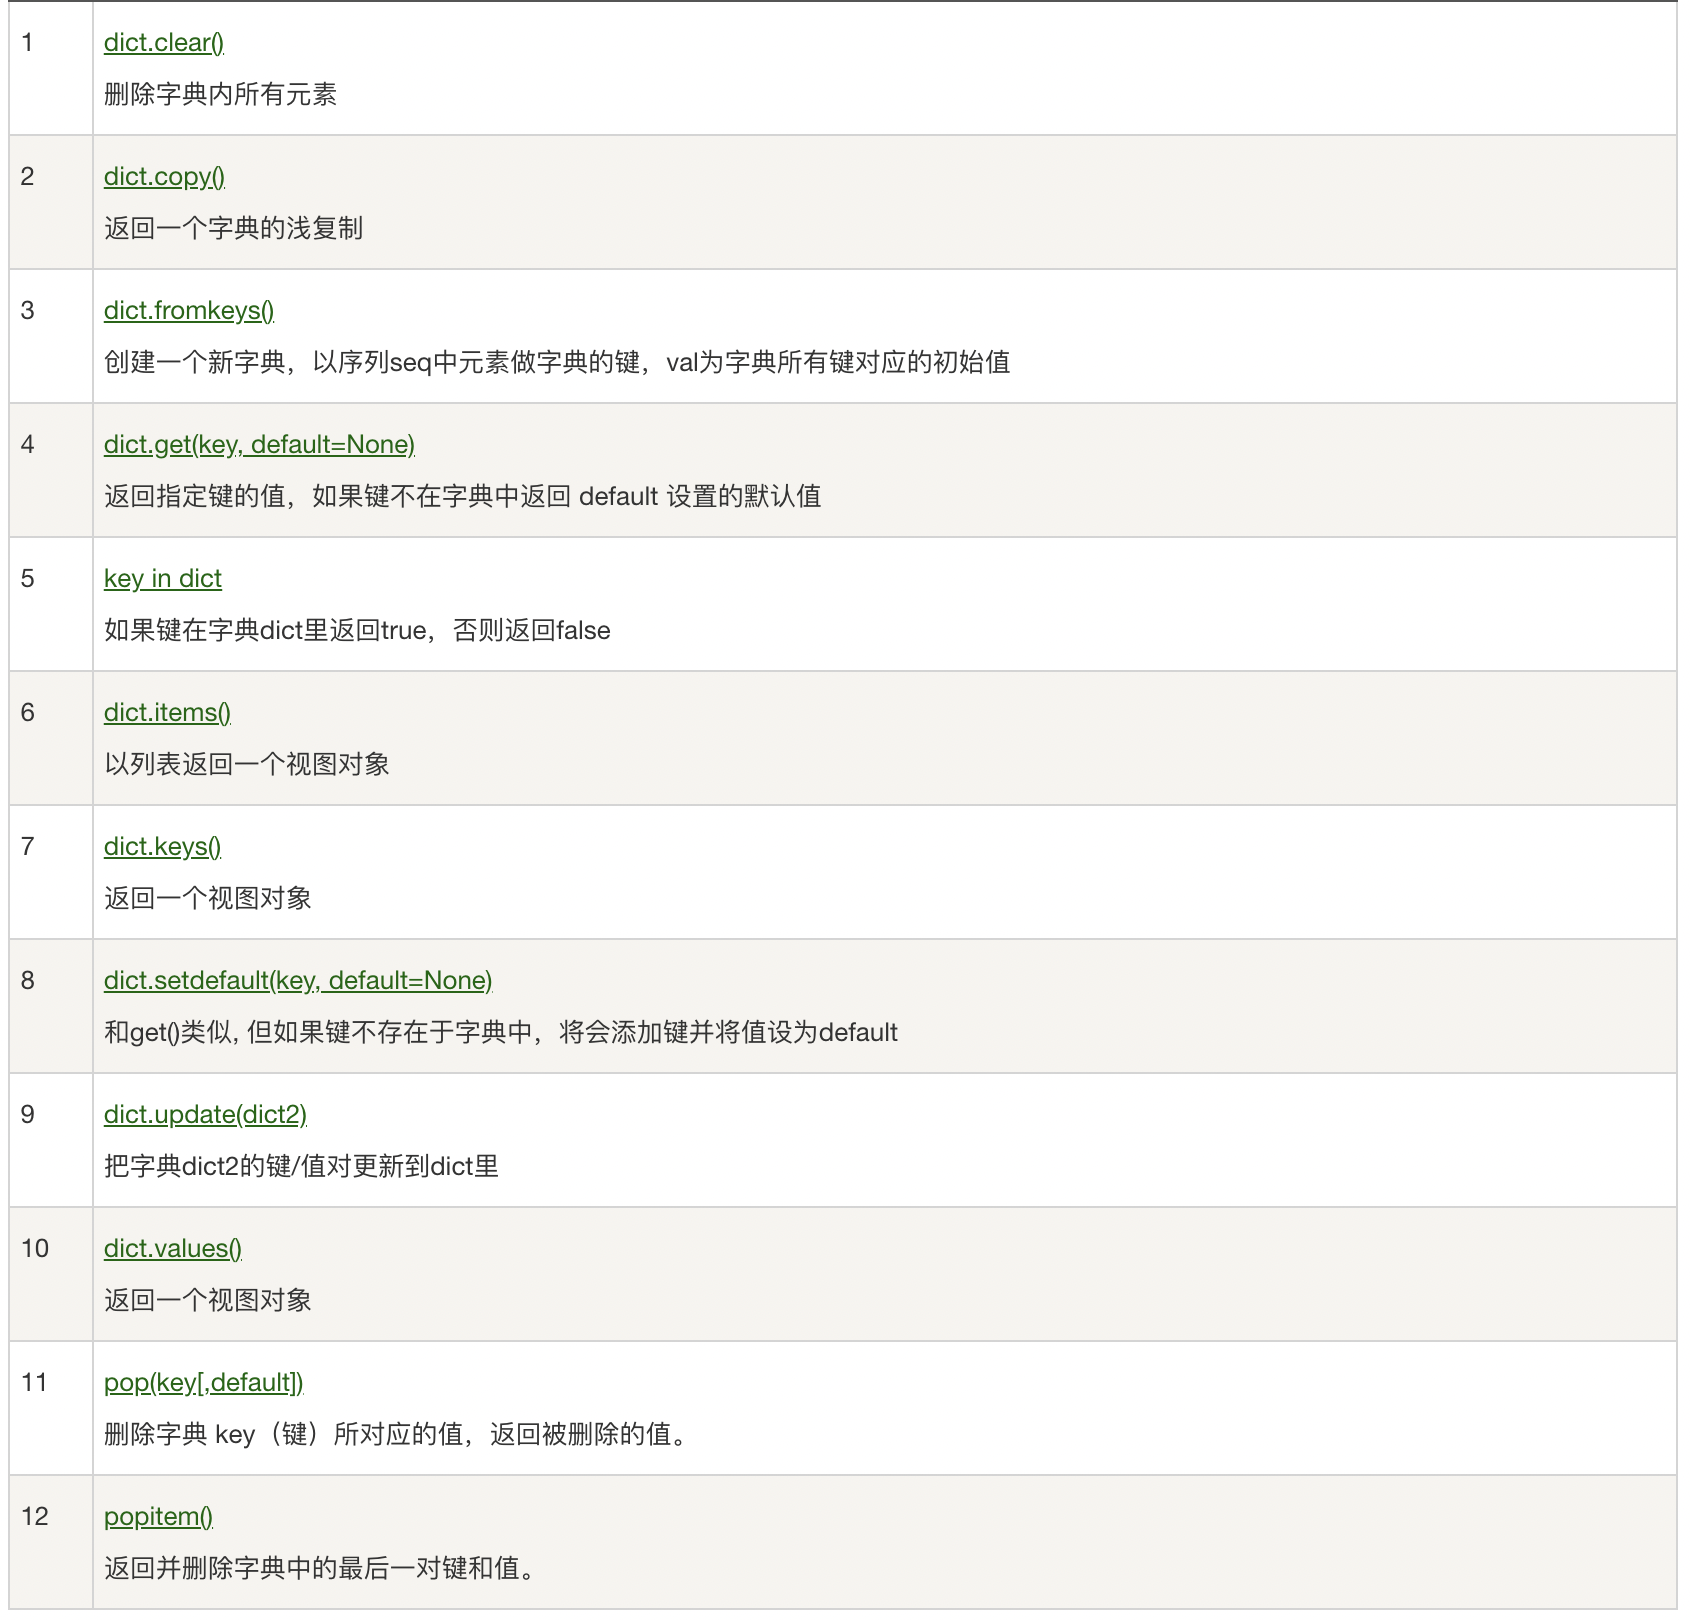 1
dict.clear()
删除字典内所有元素
2
dict.copy()
返回一个字典的浅复制
3
dict.fromkeys()
创建一个新字典，以序列seq中元素做字典的键，val为字典所有键对应的初始值
4
dict.get(key, default=None)
返回指定键的值，如果键不在字典中返回 default 设置的默认值
5
key in dict
如果键在字典dict里返回true，否则返回false
6
dict.items()
以列表返回一个视图对象
7
dict.keys()
返回一个视图对象
8
dict.setdefault(key, default=None)
和get()类似, 但如果键不存在于字典中，将会添加键并将值设为default
9
dict.update(dict2)
把字典dict2的键/值对更新到dict里
10
dict.values()
返回一个视图对象
11
pop(key[,default])
删除字典 key（键）所对应的值，返回被删除的值。
12
popitem()
返回并删除字典中的最后一对键和值。